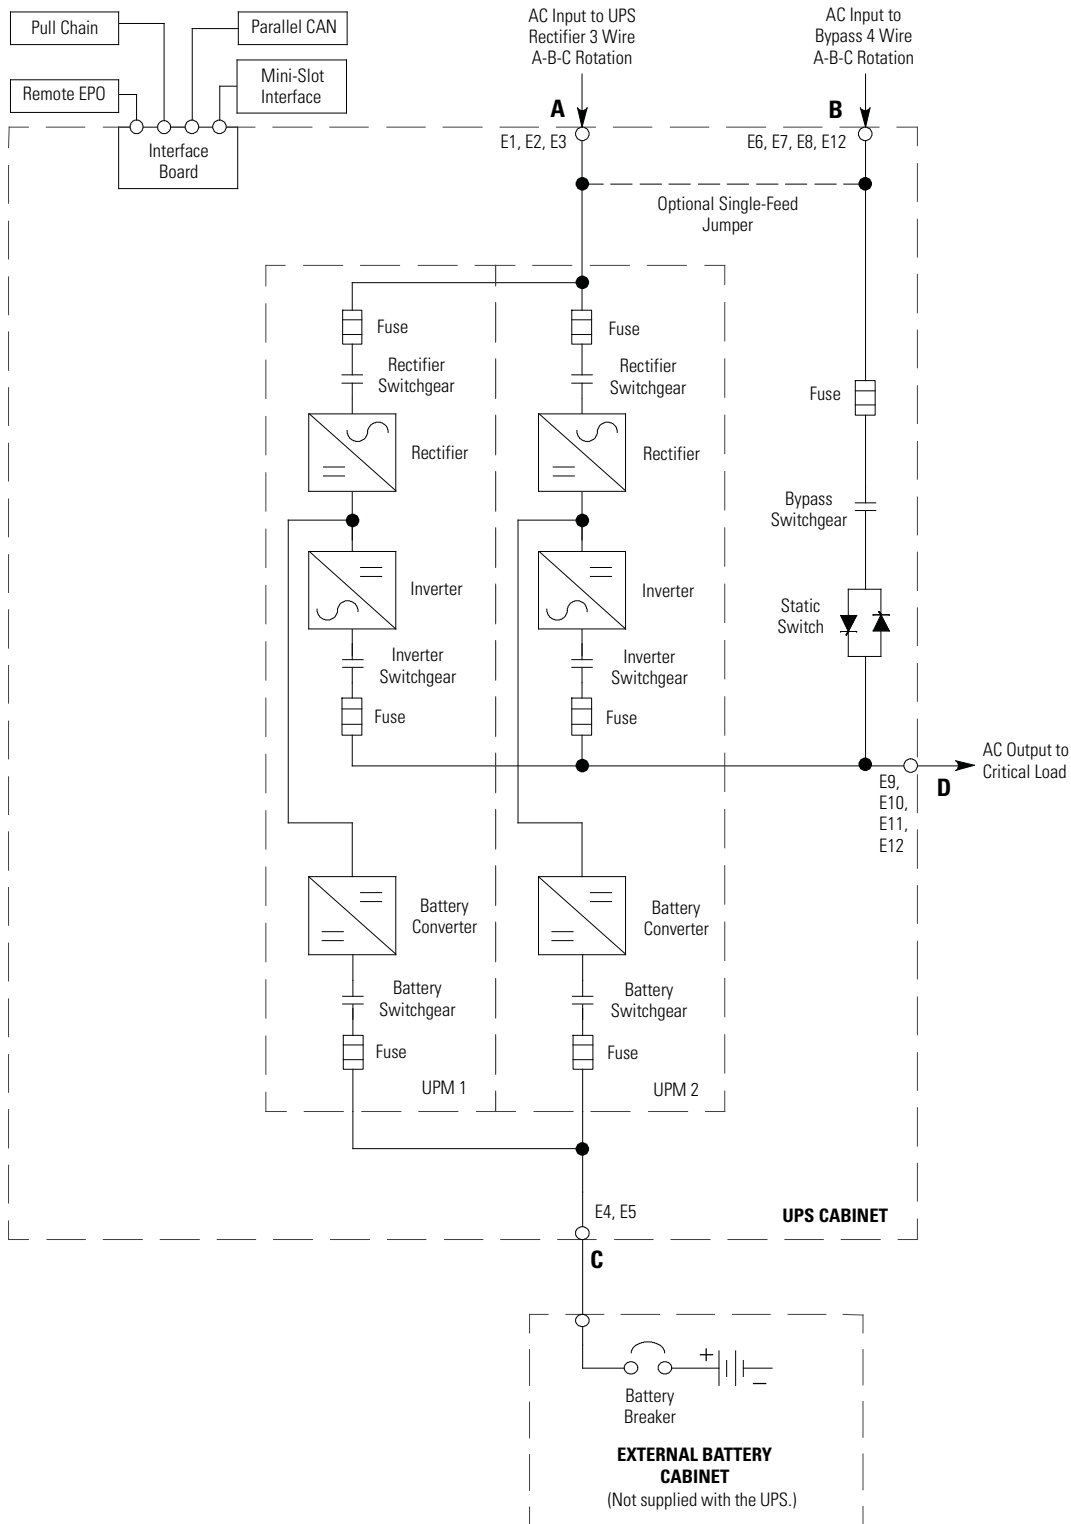 Pull Chain
Parallel CAN
Remote EPO
Mini-Slot
Interface
Interface
Board
AC Input to UPS
Rectifier 3 Wire
A-B-C Rotation
AC Input to
Bypass 4 Wire
A-B-C Rotation
A
B
E1, E2, E3
E6, E7, E8, E12
Optional Single-Feed
Jumper
Fuse
Fuse
Rectifier
Switchgear
Rectifier
Switchgear
Fuse
Rectifier
Rectifier
Bypass
Switchgear
Inverter
Inverter
Static
Switch
Inverter
Switchgear
Inverter
Switchgear
Fuse
Fuse
AC Output to
Critical Load
D
E9,
E10,
E11,
E12
Battery
Converter
Battery
Converter
Battery
Switchgear
Battery
Switchgear
Fuse
Fuse
UPM 1
UPM 2
E4, E5
UPS CABINET
C
+
–
Battery
Breaker
EXTERNAL BATTERY
CABINET
(Not supplied with the UPS.)